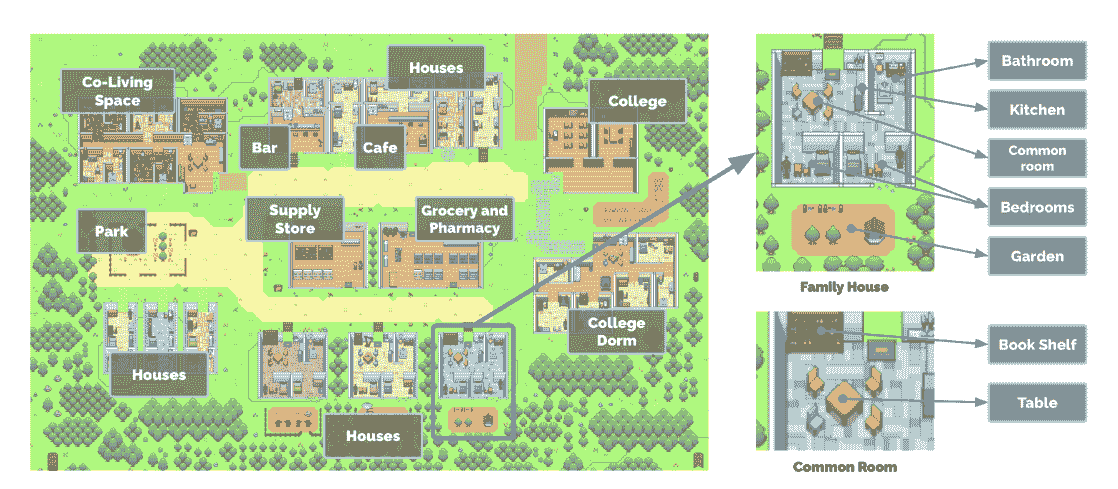 Co-Living
Space
Houses
College
Bar
Cafe
Park
Supply
Store
Grocery and
Pharmacy
Houses
College
Dorm
Houses
Bathroom
Kitchen
Common
room
Bedrooms
Garden
Family House
Book Shelf
Table
Common Room